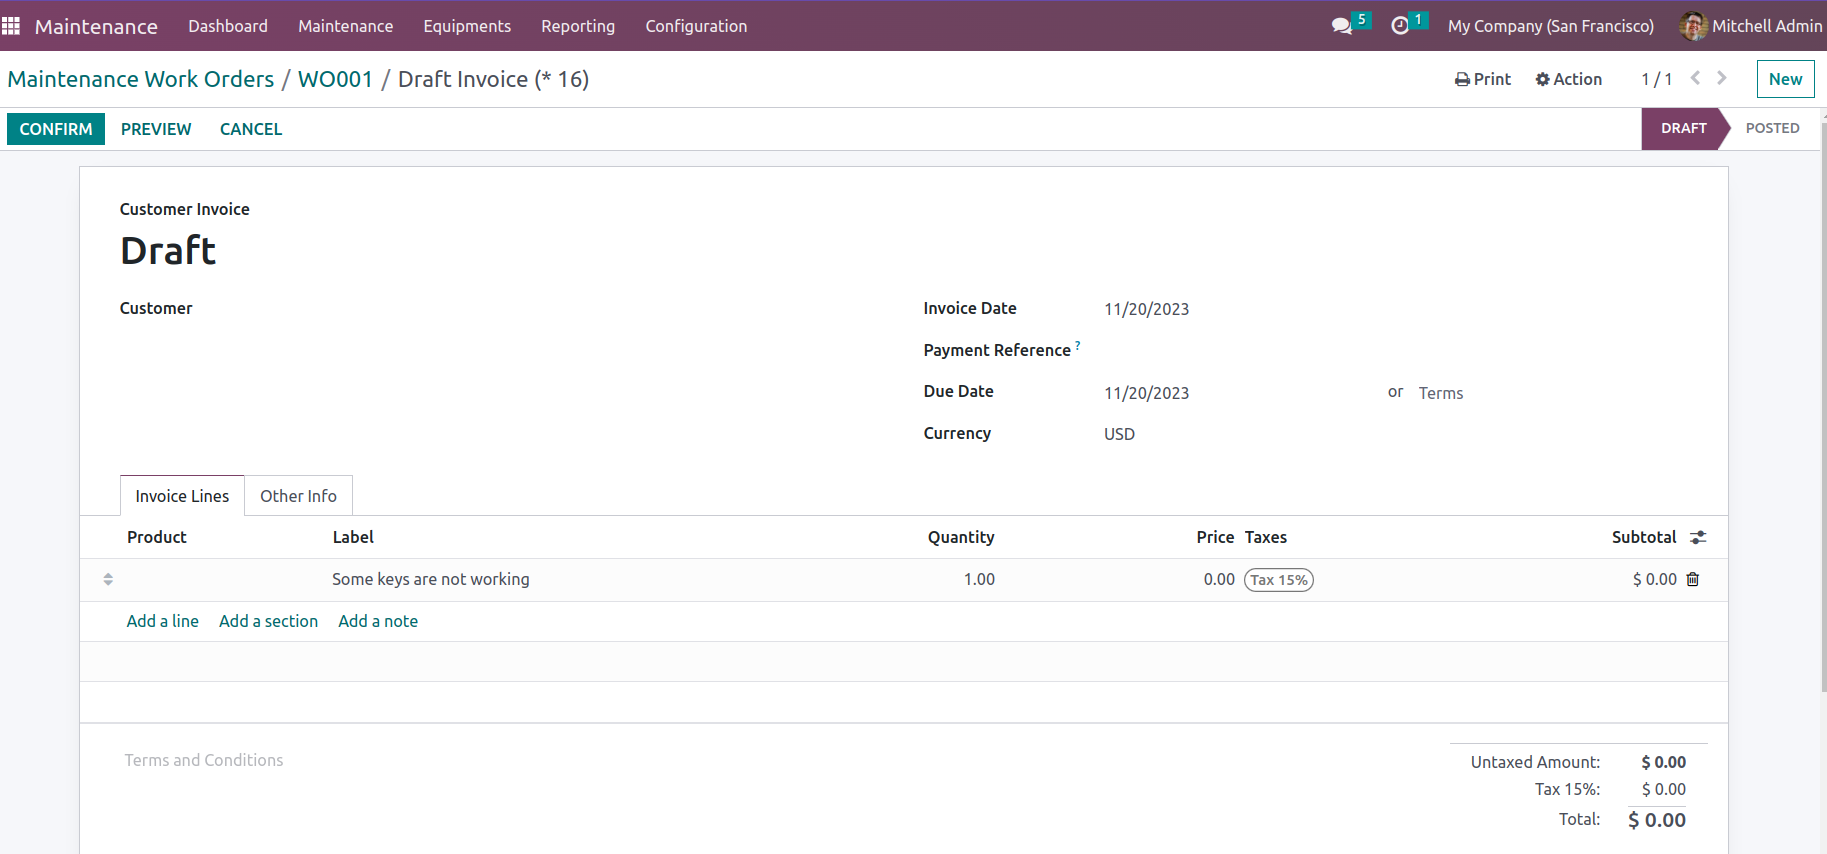 Maintenance Dashboard Maintenance Equipments Reporting Configuration 5 1 My Company (San Francisco) Mitchell Admin
Maintenance Work Orders / WO001 / Draft Invoice (* 16) Print Action 1 / 1 New
CONFIRM PREVIEW CANCEL DRAFT POSTED
Customer Invoice
Draft
Customer Invoice Date 11/20/2023
Payment Reference ?
Due Date 11/20/2023 or Terms
Currency USD
Invoice Lines Other Info
Product Label Quantity Price Taxes Subtotal
Some keys are not working 1.00 0.00 Tax 15% $ 0.00
Add a line Add a section Add a note
Terms and Conditions
Untaxed Amount: $ 0.00
Tax 15%: $ 0.00
Total: $ 0.00